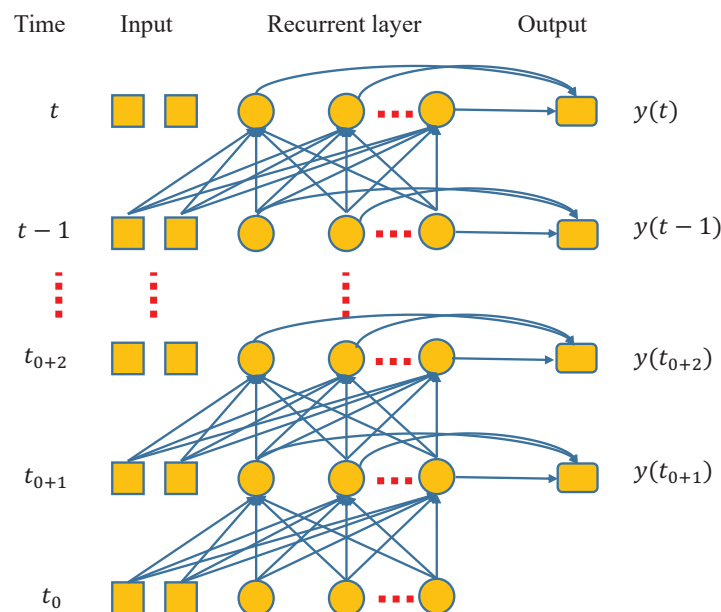 Time Input Recurrent layer Output
t y(t)
t − 1 y(t − 1)
t₀₊₂ y(t₀₊₂)
t₀₊₁ y(t₀₊₁)
t₀